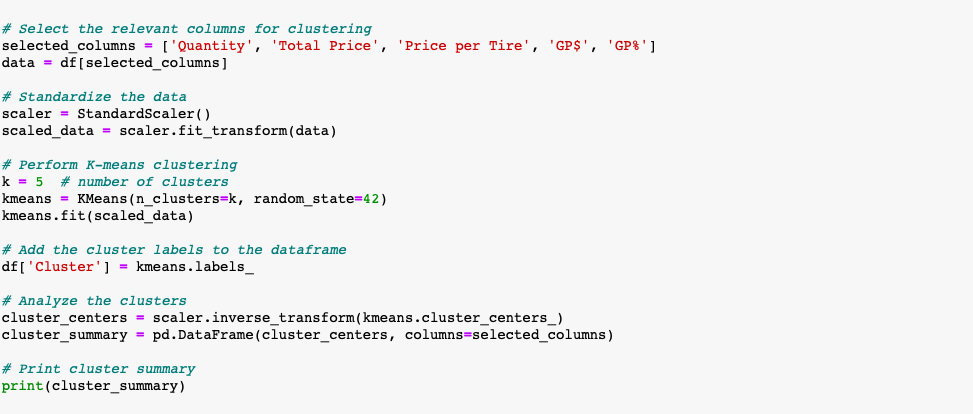 # Select the relevant columns for clustering
selected_columns = ['Quantity', 'Total Price', 'Price per Tire', 'GP$', 'GP%']
data = df[selected_columns]
# Standardize the data
scaler = StandardScaler()
scaled_data = scaler.fit_transform(data)
# Perform K-means clustering
k = 5  # number of clusters
kmeans = KMeans(n_clusters=k, random_state=42)
kmeans.fit(scaled_data)
# Add the cluster labels to the dataframe
df['Cluster'] = kmeans.labels_
# Analyze the clusters
cluster_centers = scaler.inverse_transform(kmeans.cluster_centers_)
cluster_summary = pd.DataFrame(cluster_centers, columns=selected_columns)
# Print cluster summary
print(cluster_summary)